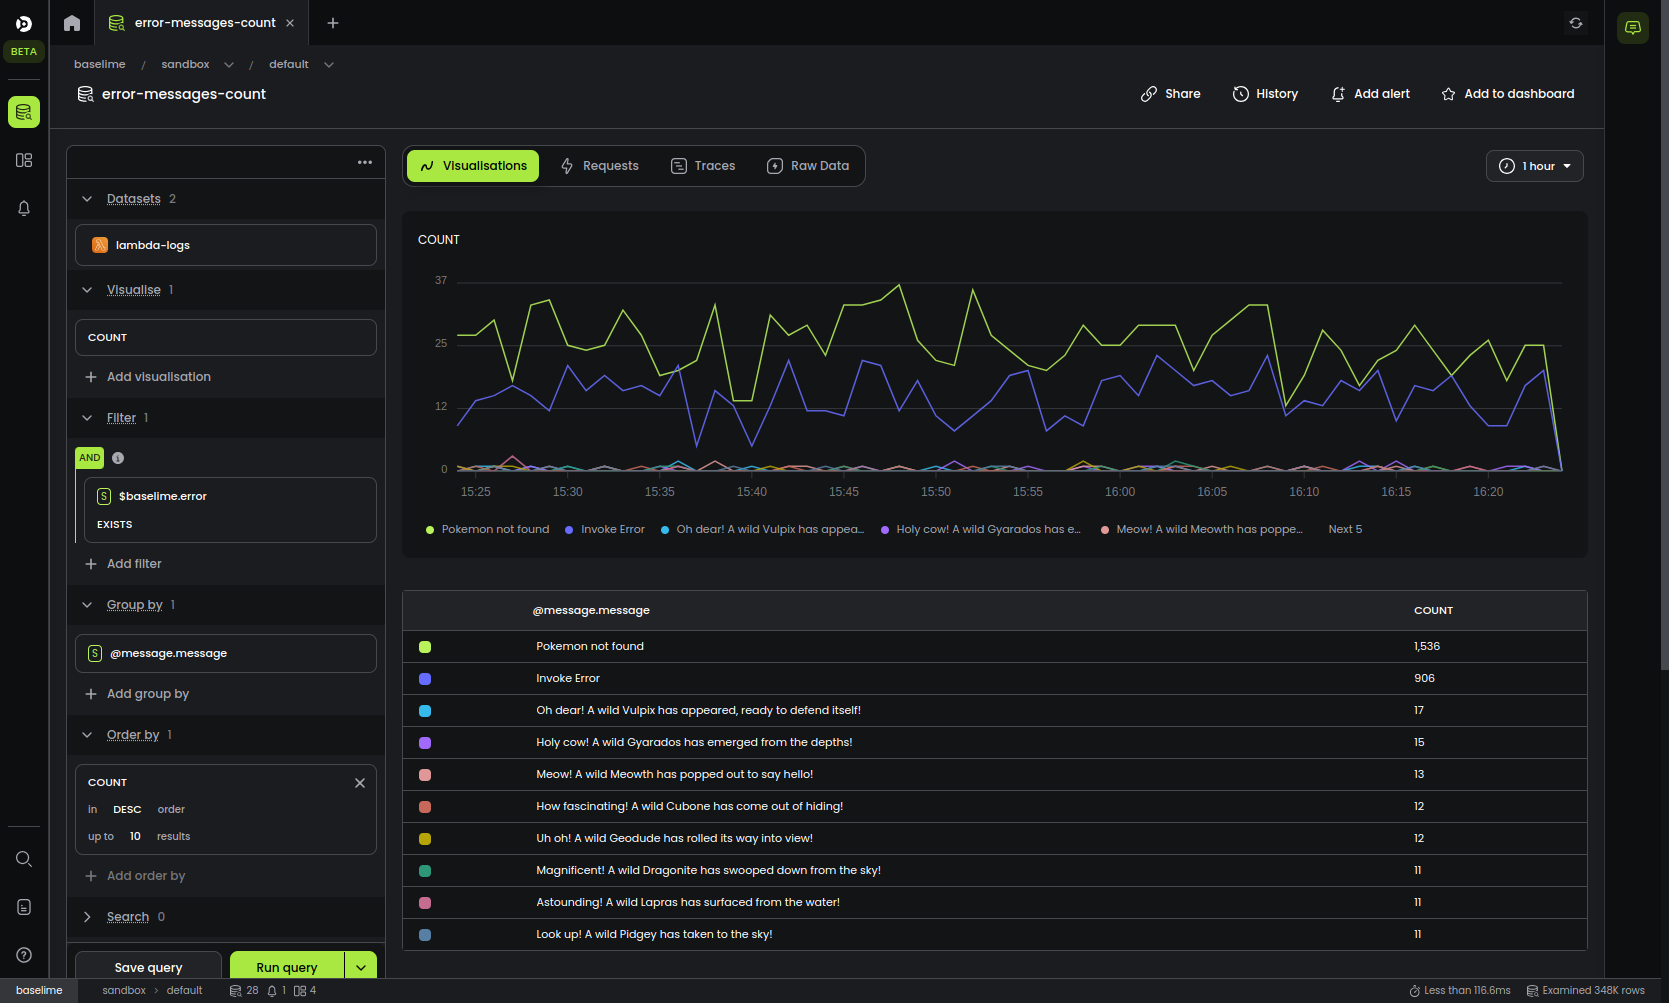 error-messages-count
BETA
baselime / sandbox / default
error-messages-count
Share
History
Add alert
Add to dashboard
Visualisations
Requests
Traces
Raw Data
1 hour
Datasets 2
lambda-logs
Visualise 1
COUNT
Add visualisation
Filter 1
AND
S $baselime.error
EXISTS
Add filter
Group by 1
S @message.message
Add group by
Order by 1
COUNT
in DESC order
up to 10 results
Add order by
Search 0
Save query
Run query
COUNT
37
25
12
0
15:25 15:30 15:35 15:40 15:45 15:50 15:55 16:00 16:05 16:10 16:15 16:20
Pokemon not found Invoke Error Oh dear! A wild Vulpix has appea... Holy cow! A wild Gyarados has e... Meow! A wild Meowth has poppe... Next 5
@message.message COUNT
Pokemon not found 1,536
Invoke Error 906
Oh dear! A wild Vulpix has appeared, ready to defend itself! 17
Holy cow! A wild Gyarados has emerged from the depths! 15
Meow! A wild Meowth has popped out to say hello! 13
How fascinating! A wild Cubone has come out of hiding! 12
Uh oh! A wild Geodude has rolled its way into view! 12
Magnificent! A wild Dragonite has swooped down from the sky! 11
Astounding! A wild Lapras has surfaced from the water! 11
Look up! A wild Pidgey has taken to the sky! 11
baselime sandbox > default 28 1 4
Less than 116.6ms Examined 348K rows